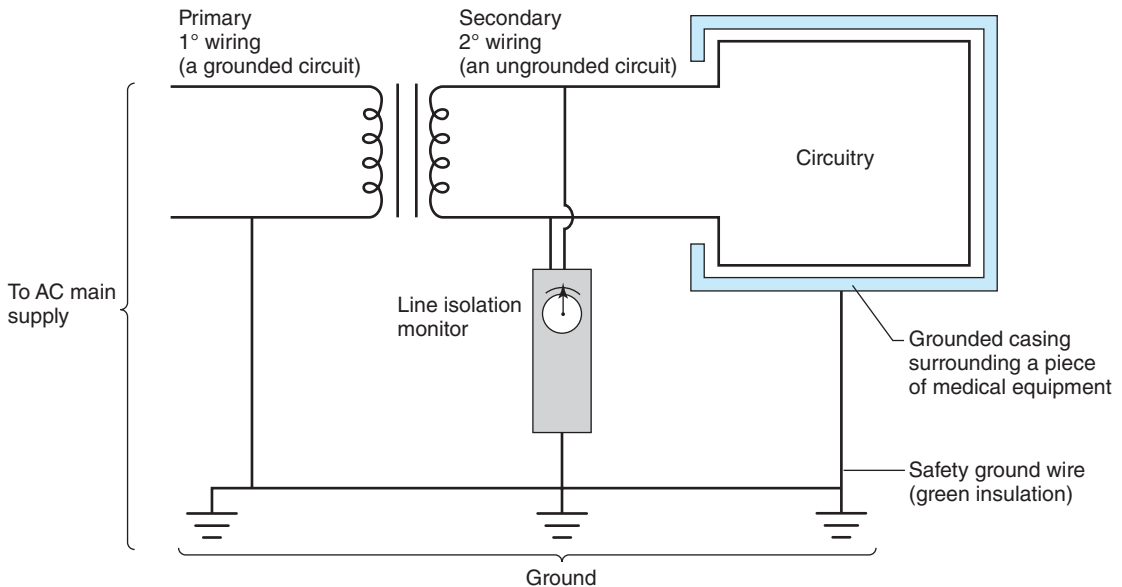 Primary
1° wiring
(a grounded circuit)
Secondary
2° wiring
(an ungrounded circuit)
Circuitry
To AC main
supply
Line isolation
monitor
Grounded casing
surrounding a piece
of medical equipment
Safety ground wire
(green insulation)
Ground